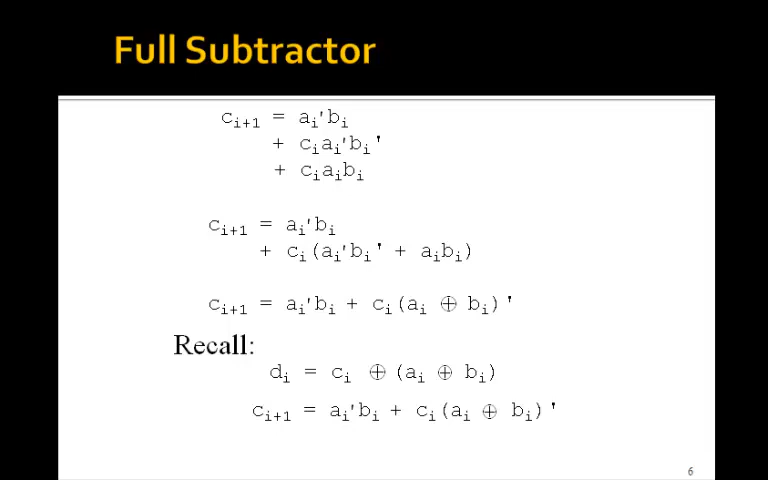 Full Subtractor
cᵢ₊₁ = aᵢ'bᵢ
+ cᵢaᵢ'bᵢ'
+ cᵢaᵢbᵢ
cᵢ₊₁ = aᵢ'bᵢ
+ cᵢ(aᵢ'bᵢ' + aᵢbᵢ)
cᵢ₊₁ = aᵢ'bᵢ + cᵢ(aᵢ ⊕ bᵢ)'
Recall:
dᵢ = cᵢ ⊕ (aᵢ ⊕ bᵢ)
cᵢ₊₁ = aᵢ'bᵢ + cᵢ(aᵢ ⊕ bᵢ)'
6